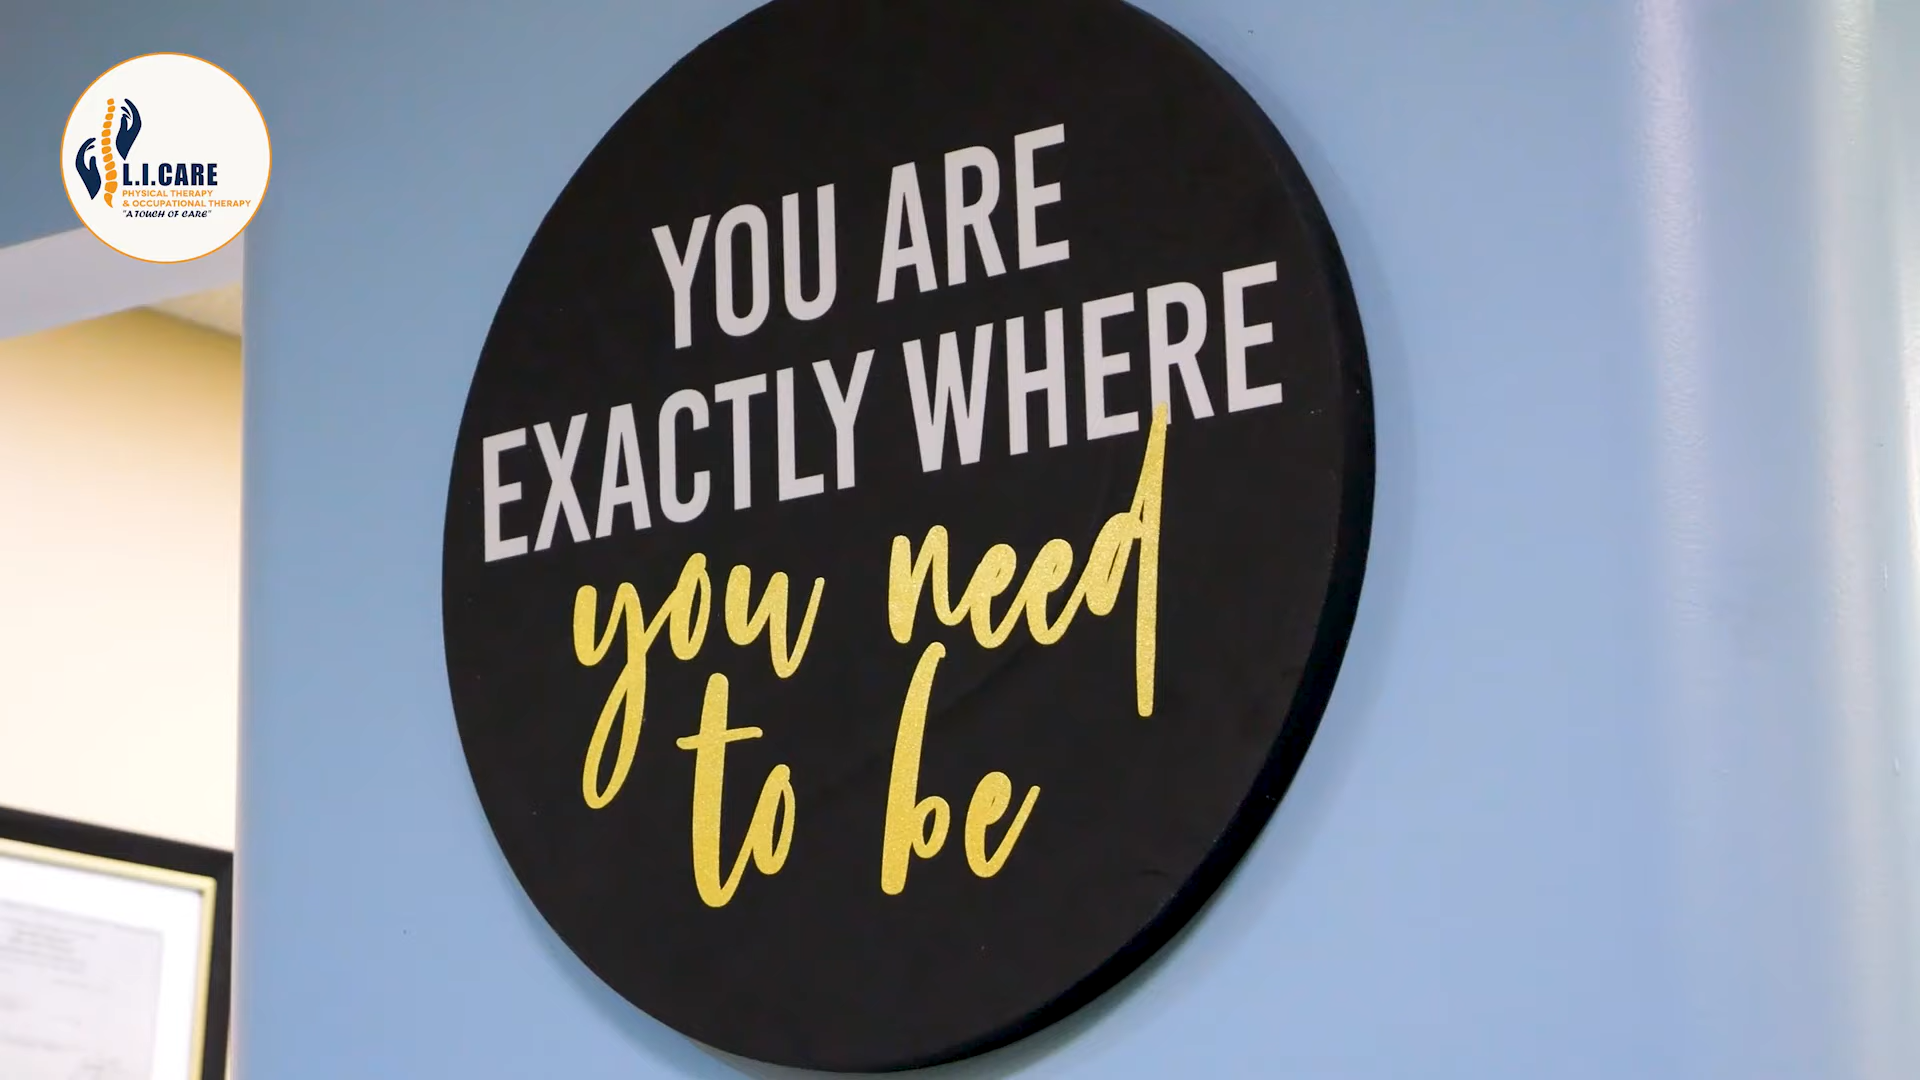 L.I.CARE
PHYSICAL THERAPY
& OCCUPATIONAL THERAPY
"A TOUCH OF CARE"
YOU ARE
EXACTLY WHERE
you need
to be